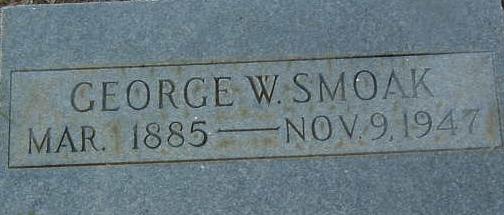 GEORGE W. SMOAK
MAR. 1885 — NOV. 9, 1947